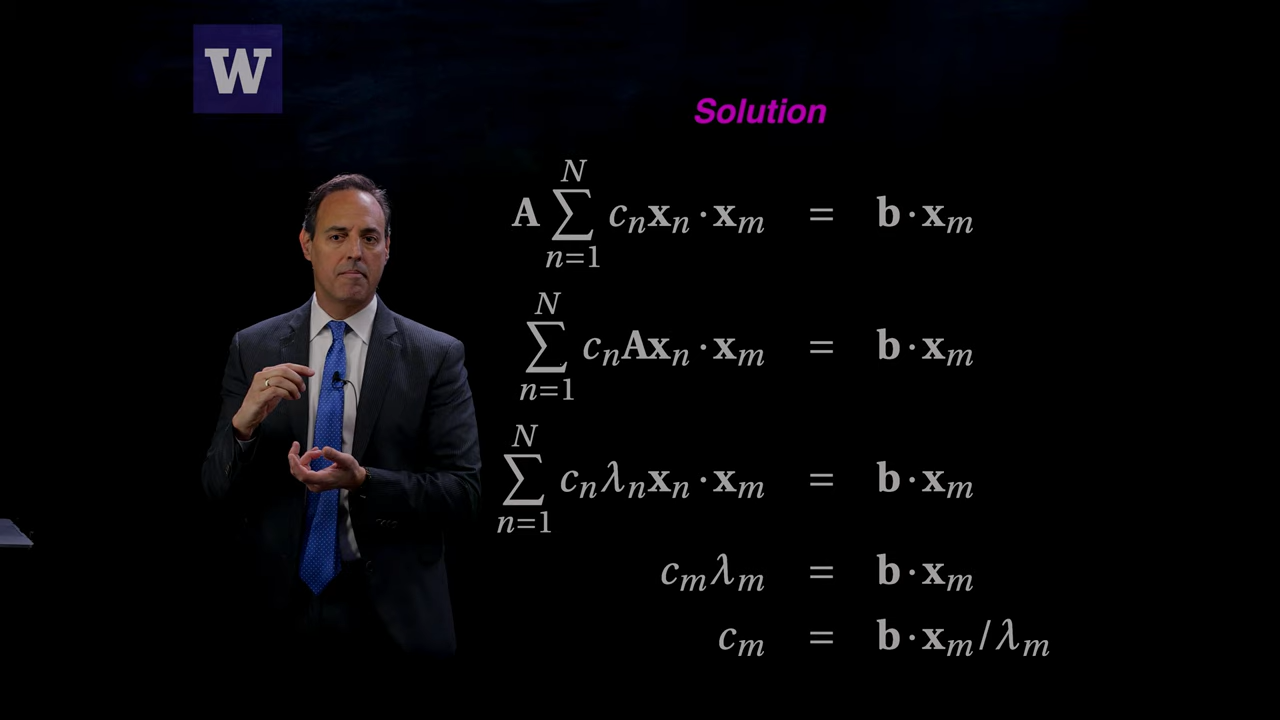 W
Solution
A ∑_{n=1}^{N} c_n x_n · x_m = b · x_m
∑_{n=1}^{N} c_n A x_n · x_m = b · x_m
∑_{n=1}^{N} c_n λ_n x_n · x_m = b · x_m
c_m λ_m = b · x_m
c_m = b · x_m / λ_m